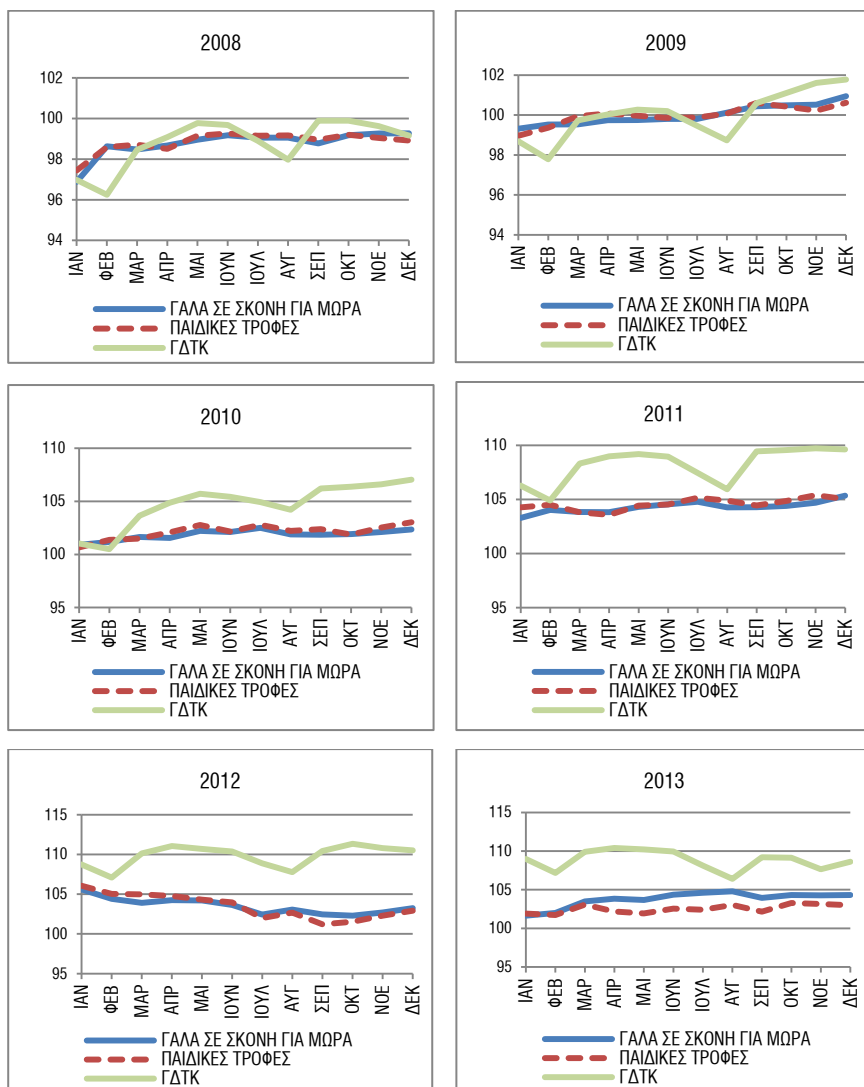 2008
102
100
98
96
94
ΙΑΝ
ΦΕΒ
ΜΑΡ
ΑΠΡ
ΜΑΙ
ΙΟΥΝ
ΙΟΥΛ
ΑΥΓ
ΣΕΠ
ΟΚΤ
ΝΟΕ
ΔΕΚ
ΓΑΛΑ ΣΕ ΣΚΟΝΗ ΓΙΑ ΜΩΡΑ
ΠΑΙΔΙΚΕΣ ΤΡΟΦΕΣ
ΓΔΤΚ
2009
102
100
98
96
94
ΙΑΝ
ΦΕΒ
ΜΑΡ
ΑΠΡ
ΜΑΙ
ΙΟΥΝ
ΙΟΥΛ
ΑΥΓ
ΣΕΠ
ΟΚΤ
ΝΟΕ
ΔΕΚ
ΓΑΛΑ ΣΕ ΣΚΟΝΗ ΓΙΑ ΜΩΡΑ
ΠΑΙΔΙΚΕΣ ΤΡΟΦΕΣ
ΓΔΤΚ
2010
110
105
100
95
ΙΑΝ
ΦΕΒ
ΜΑΡ
ΑΠΡ
ΜΑΙ
ΙΟΥΝ
ΙΟΥΛ
ΑΥΓ
ΣΕΠ
ΟΚΤ
ΝΟΕ
ΔΕΚ
ΓΑΛΑ ΣΕ ΣΚΟΝΗ ΓΙΑ ΜΩΡΑ
ΠΑΙΔΙΚΕΣ ΤΡΟΦΕΣ
ΓΔΤΚ
2011
110
105
100
95
ΙΑΝ
ΦΕΒ
ΜΑΡ
ΑΠΡ
ΜΑΙ
ΙΟΥΝ
ΙΟΥΛ
ΑΥΓ
ΣΕΠ
ΟΚΤ
ΝΟΕ
ΔΕΚ
ΓΑΛΑ ΣΕ ΣΚΟΝΗ ΓΙΑ ΜΩΡΑ
ΠΑΙΔΙΚΕΣ ΤΡΟΦΕΣ
ΓΔΤΚ
2012
115
110
105
100
95
ΙΑΝ
ΦΕΒ
ΜΑΡ
ΑΠΡ
ΜΑΙ
ΙΟΥΝ
ΙΟΥΛ
ΑΥΓ
ΣΕΠ
ΟΚΤ
ΝΟΕ
ΔΕΚ
ΓΑΛΑ ΣΕ ΣΚΟΝΗ ΓΙΑ ΜΩΡΑ
ΠΑΙΔΙΚΕΣ ΤΡΟΦΕΣ
ΓΔΤΚ
2013
115
110
105
100
95
ΙΑΝ
ΦΕΒ
ΜΑΡ
ΑΠΡ
ΜΑΙ
ΙΟΥΝ
ΙΟΥΛ
ΑΥΓ
ΣΕΠ
ΟΚΤ
ΝΟΕ
ΔΕΚ
ΓΑΛΑ ΣΕ ΣΚΟΝΗ ΓΙΑ ΜΩΡΑ
ΠΑΙΔΙΚΕΣ ΤΡΟΦΕΣ
ΓΔΤΚ